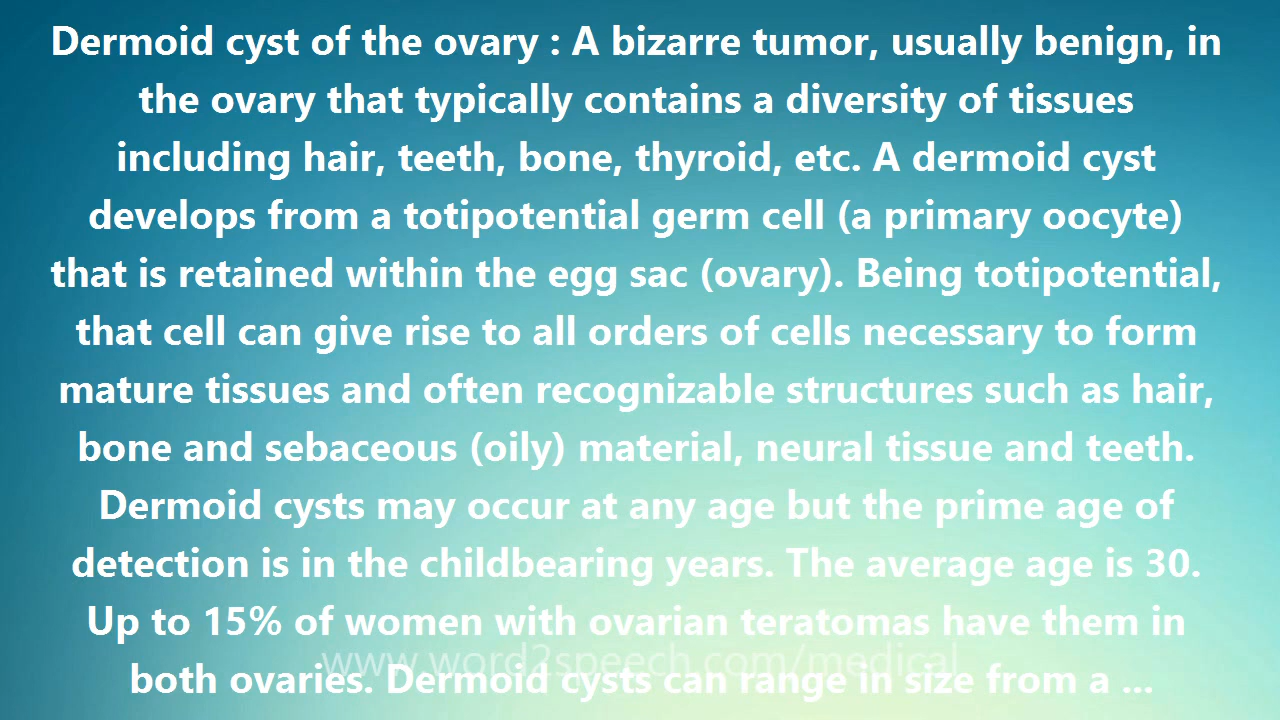 Dermoid cyst of the ovary : A bizarre tumor, usually benign, in
the ovary that typically contains a diversity of tissues
including hair, teeth, bone, thyroid, etc. A dermoid cyst
develops from a totipotential germ cell (a primary oocyte)
that is retained within the egg sac (ovary). Being totipotential,
that cell can give rise to all orders of cells necessary to form
mature tissues and often recognizable structures such as hair,
bone and sebaceous (oily) material, neural tissue and teeth.
Dermoid cysts may occur at any age but the prime age of
detection is in the childbearing years. The average age is 30.
Up to 15% of women with ovarian teratomas have them in
www.word2speech.com/medical
both ovaries. Dermoid cysts can range in size from a ...